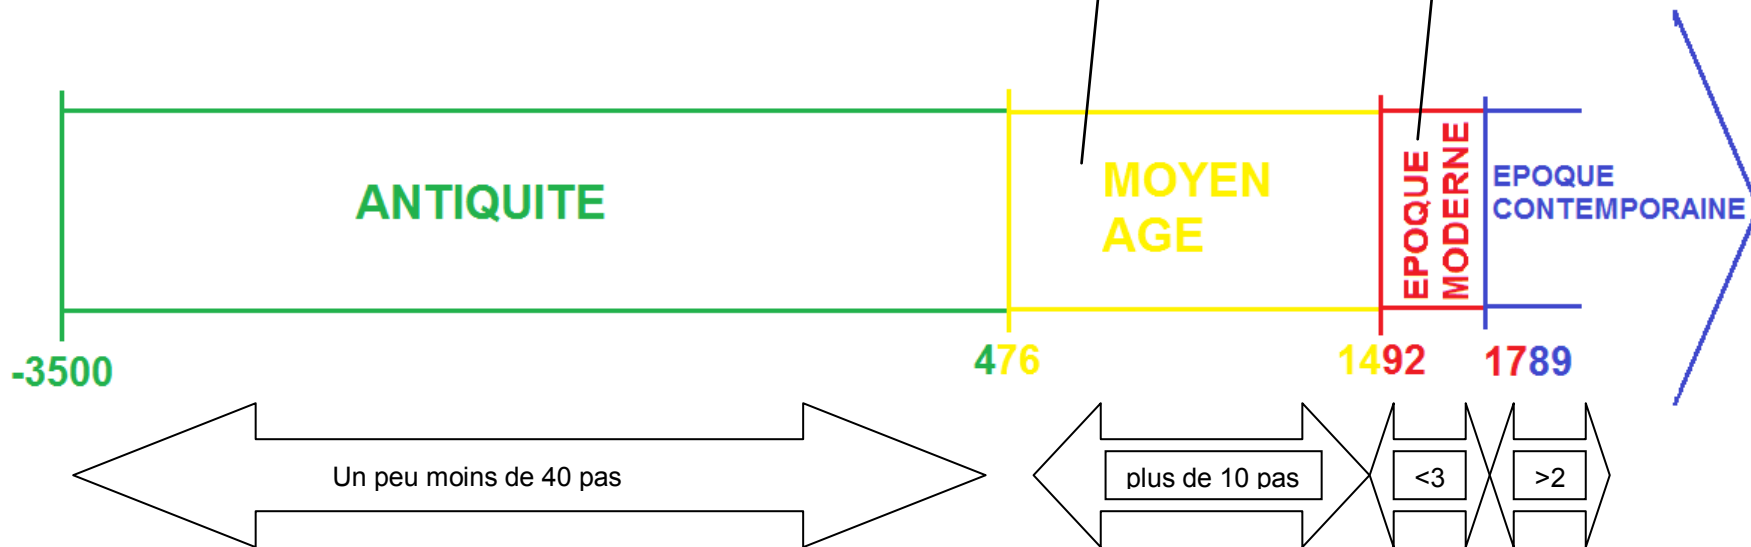 ANTIQUITE
MOYEN
AGE
EPOQUE
MODERNE
EPOQUE
CONTEMPORAINE
-3500
476
1492
1789
Un peu moins de 40 pas
plus de 10 pas
<3
>2